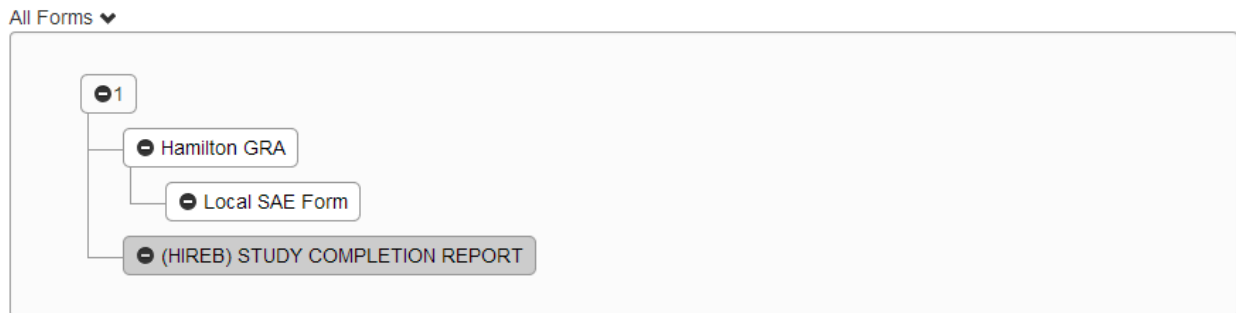 All Forms
1
Hamilton GRA
Local SAE Form
(HIREB) STUDY COMPLETION REPORT